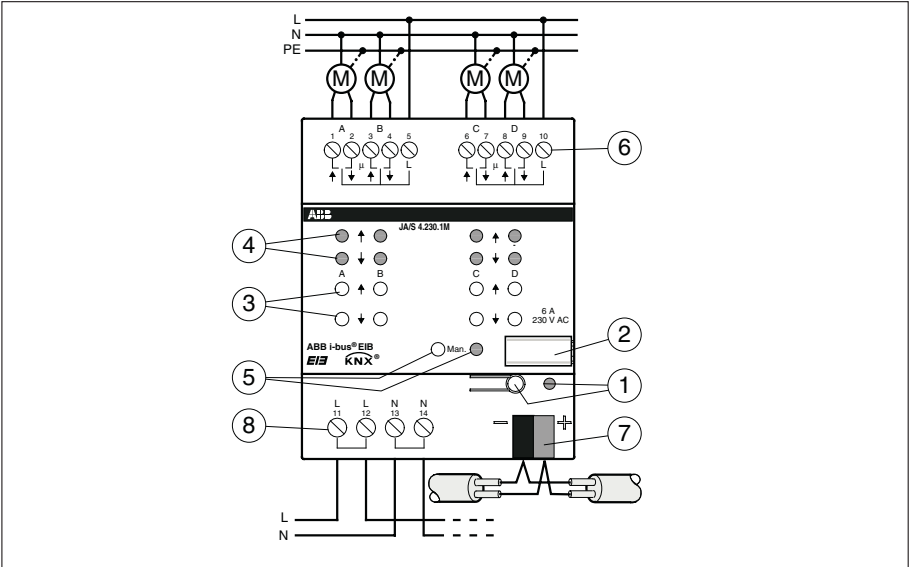 L
N
PE
M M M M
A B C D
1 2 3 4 5 6 7 8 9 10
µ L µ L
6
ABB
JA/S 4.230.1M
4
A B C D
3
6 A
230 V AC
2
ABB i-bus® EIB
Man.
EIB KNX®
5
1
L L N N
11 12 13 14
8
− +
7
L
N